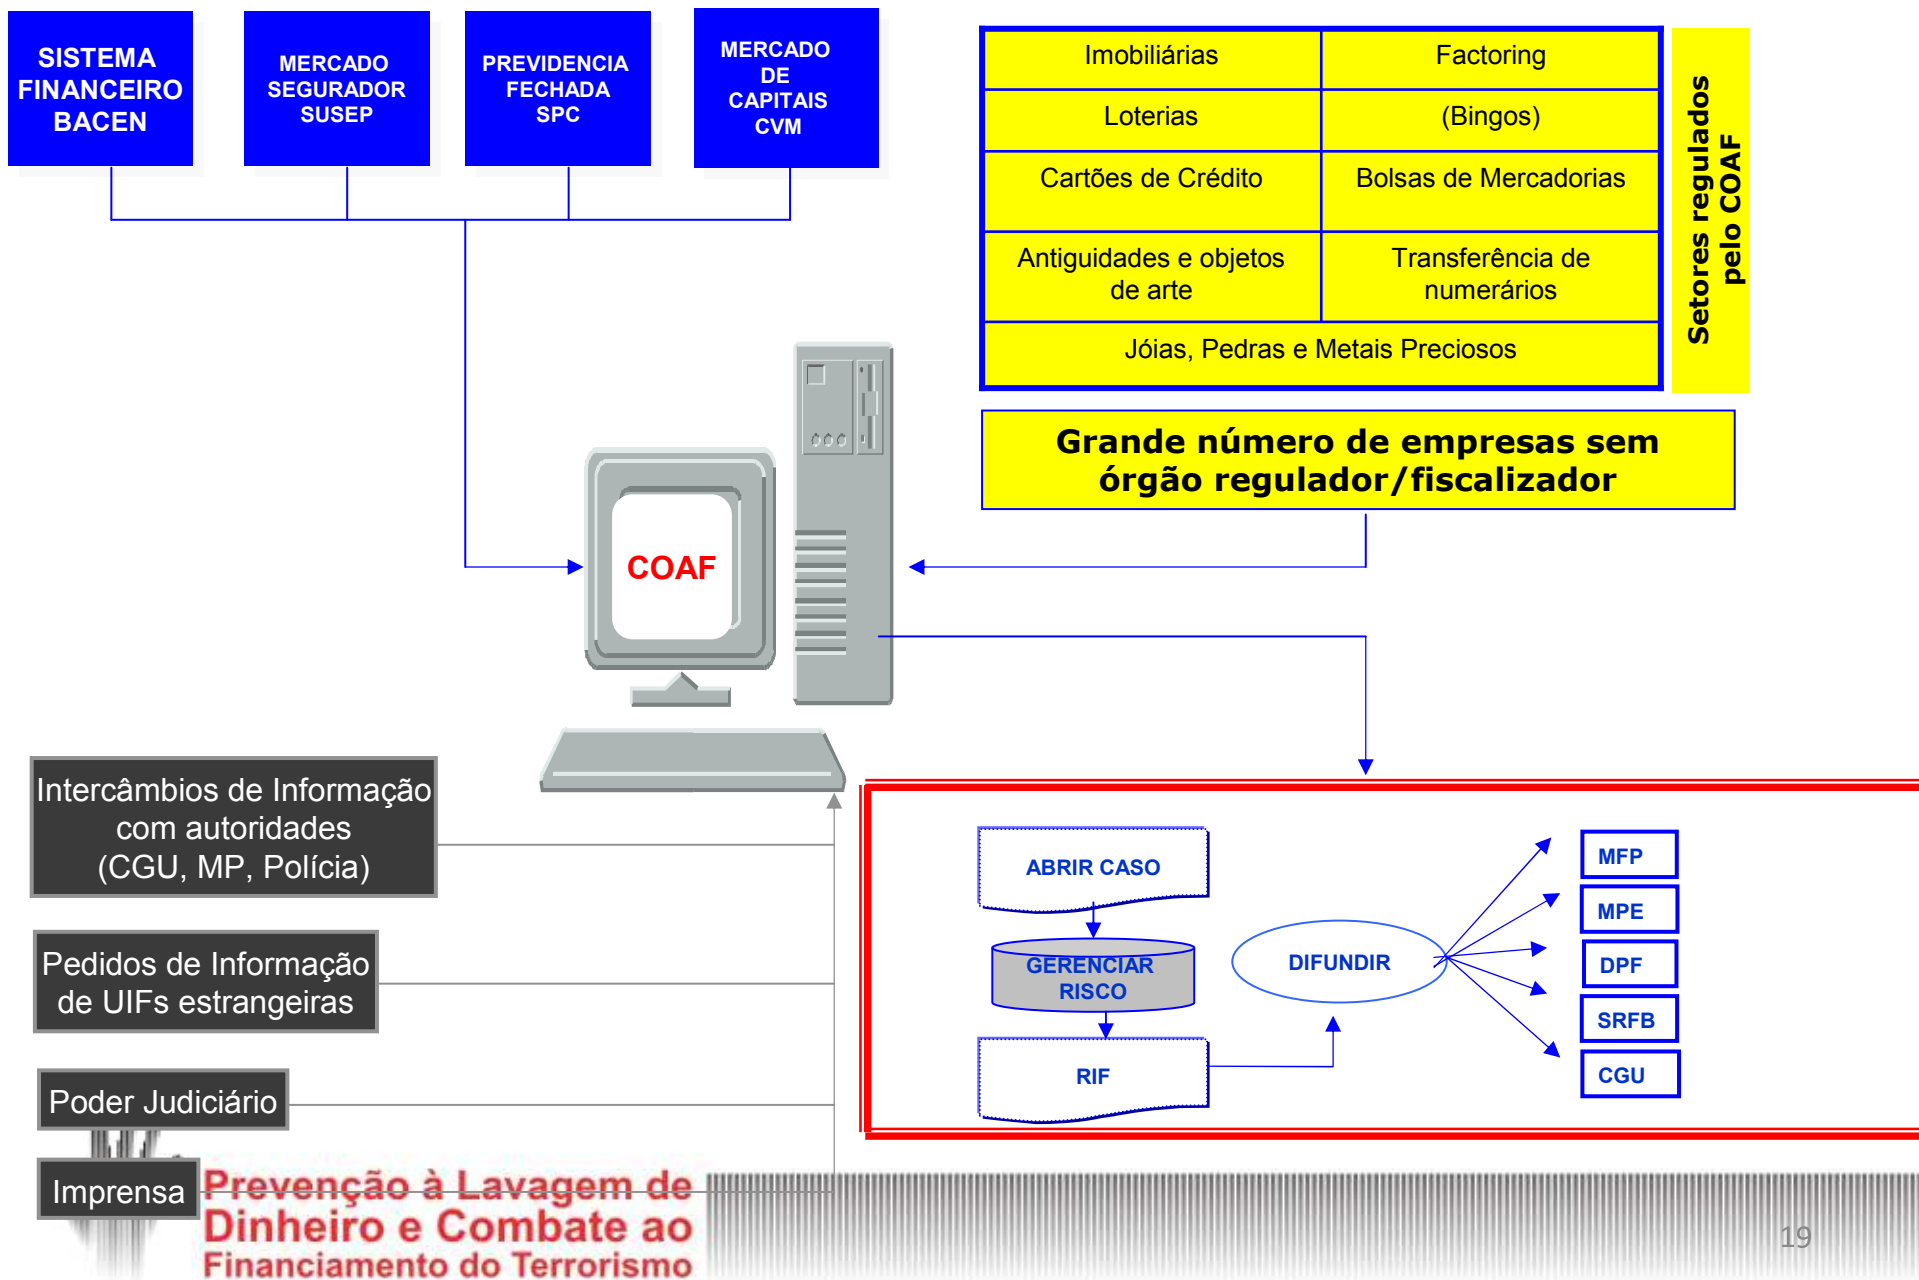 SISTEMA
FINANCEIRO
BACEN
MERCADO
SEGURADOR
SUSEP
PREVIDENCIA
FECHADA
SPC
MERCADO
DE
CAPITAIS
CVM
Imobiliárias
Factoring
Loterias
(Bingos)
Cartões de Crédito
Bolsas de Mercadorias
Antiguidades e objetos
de arte
Transferência de
numerários
Jóias, Pedras e Metais Preciosos
Setores regulados
pelo COAF
Grande número de empresas sem
órgão regulador/fiscalizador
COAF
Intercâmbios de Informação
com autoridades
(CGU, MP, Polícia)
Pedidos de Informação
de UIFs estrangeiras
Poder Judiciário
Imprensa
ABRIR CASO
GERENCIAR
RISCO
RIF
DIFUNDIR
MFP
MPE
DPF
SRFB
CGU
Prevenção à Lavagem de
Dinheiro e Combate ao
Financiamento do Terrorismo
19